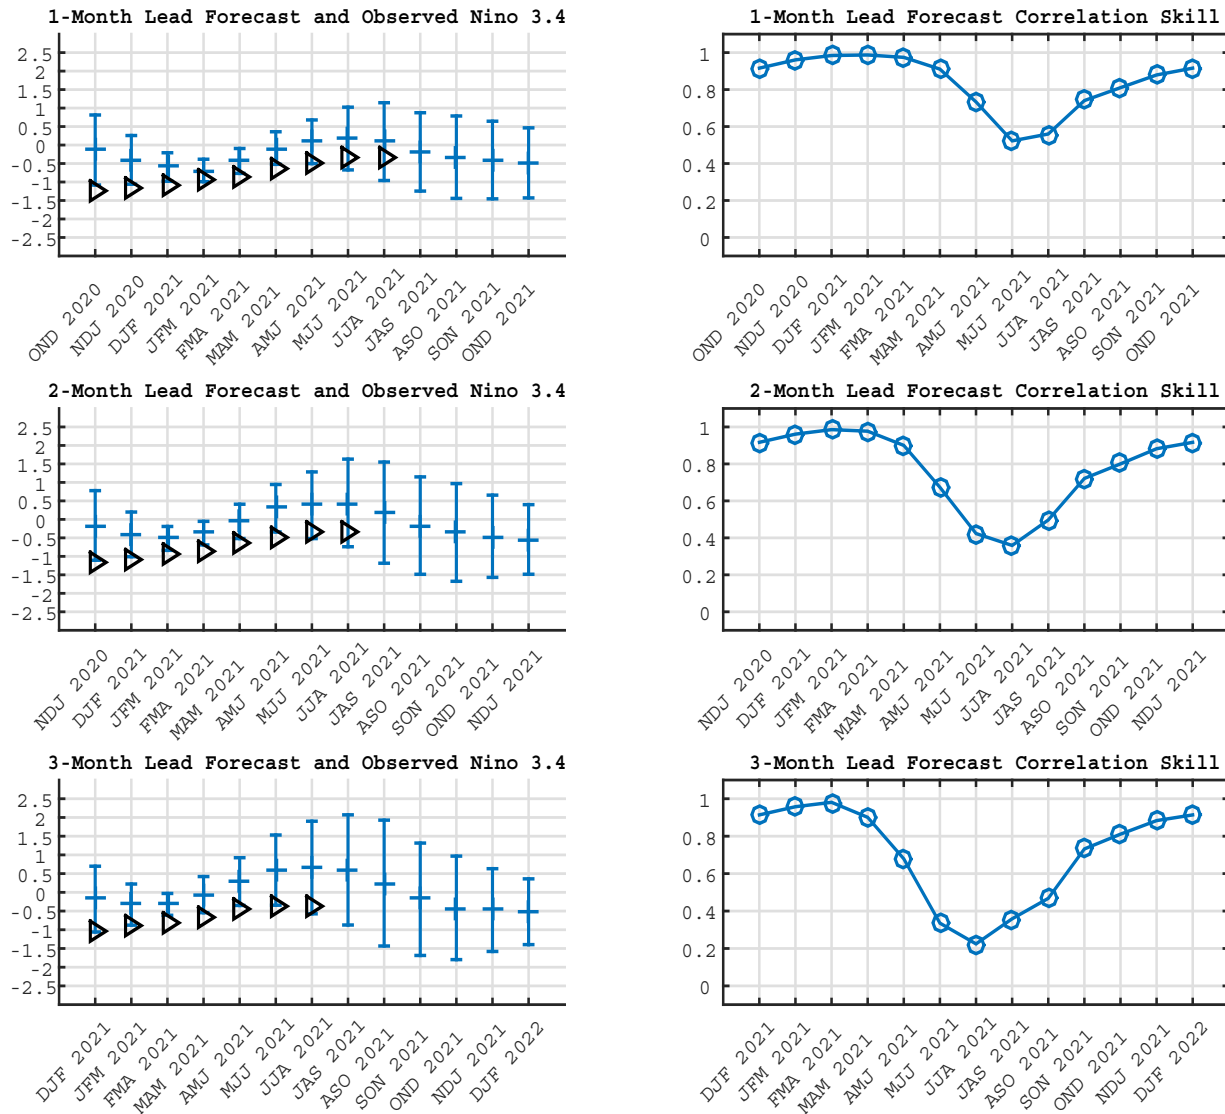 1-Month Lead Forecast and Observed Nino 3.4
2.5
2
1.5
1
0.5
0
-0.5
-1
-1.5
-2
-2.5
OND 2020
NDJ 2020
DJF 2021
JFM 2021
FMA 2021
MAM 2021
AMJ 2021
MJJ 2021
JJA 2021
JAS 2021
ASO 2021
SON 2021
OND 2021
1-Month Lead Forecast Correlation Skill
1
0.8
0.6
0.4
0.2
0
OND 2020
NDJ 2020
DJF 2021
JFM 2021
FMA 2021
MAM 2021
AMJ 2021
MJJ 2021
JJA 2021
JAS 2021
ASO 2021
SON 2021
OND 2021
2-Month Lead Forecast and Observed Nino 3.4
2.5
2
1.5
1
0.5
0
-0.5
-1
-1.5
-2
-2.5
NDJ 2020
DJF 2021
JFM 2021
FMA 2021
MAM 2021
AMJ 2021
MJJ 2021
JJA 2021
JAS 2021
ASO 2021
SON 2021
OND 2021
NDJ 2021
2-Month Lead Forecast Correlation Skill
1
0.8
0.6
0.4
0.2
0
NDJ 2020
DJF 2021
JFM 2021
FMA 2021
MAM 2021
AMJ 2021
MJJ 2021
JJA 2021
JAS 2021
ASO 2021
SON 2021
OND 2021
NDJ 2021
3-Month Lead Forecast and Observed Nino 3.4
2.5
2
1.5
1
0.5
0
-0.5
-1
-1.5
-2
-2.5
DJF 2021
JFM 2021
FMA 2021
MAM 2021
AMJ 2021
MJJ 2021
JJA 2021
JAS 2021
ASO 2021
SON 2021
OND 2021
NDJ 2021
DJF 2022
3-Month Lead Forecast Correlation Skill
1
0.8
0.6
0.4
0.2
0
DJF 2021
JFM 2021
FMA 2021
MAM 2021
AMJ 2021
MJJ 2021
JJA 2021
JAS 2021
ASO 2021
SON 2021
OND 2021
NDJ 2021
DJF 2022